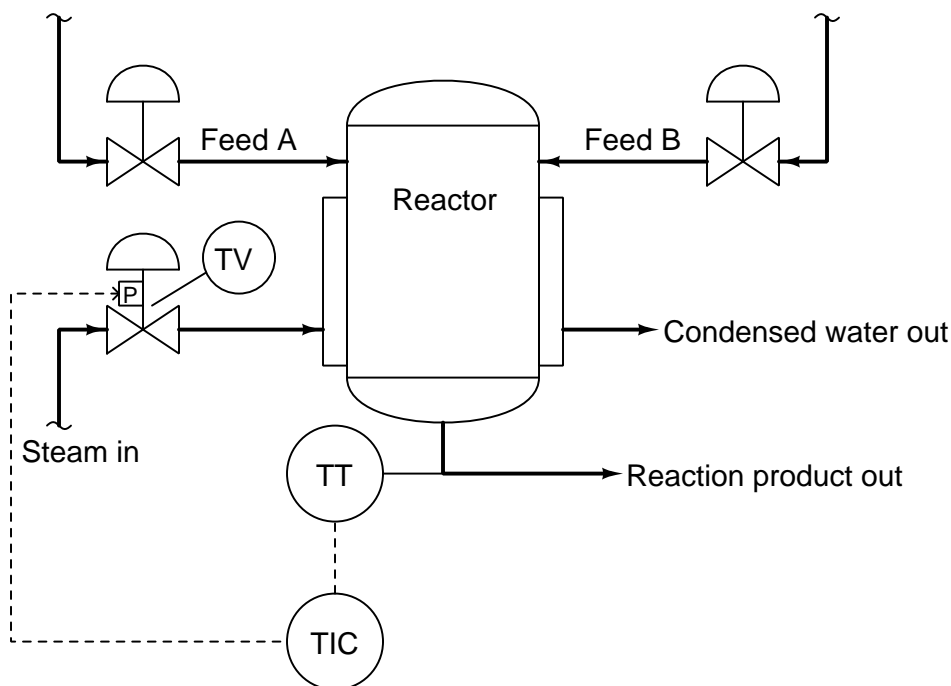 Feed A
Feed B
Reactor
TV
P
Condensed water out
Steam in
TT
Reaction product out
TIC